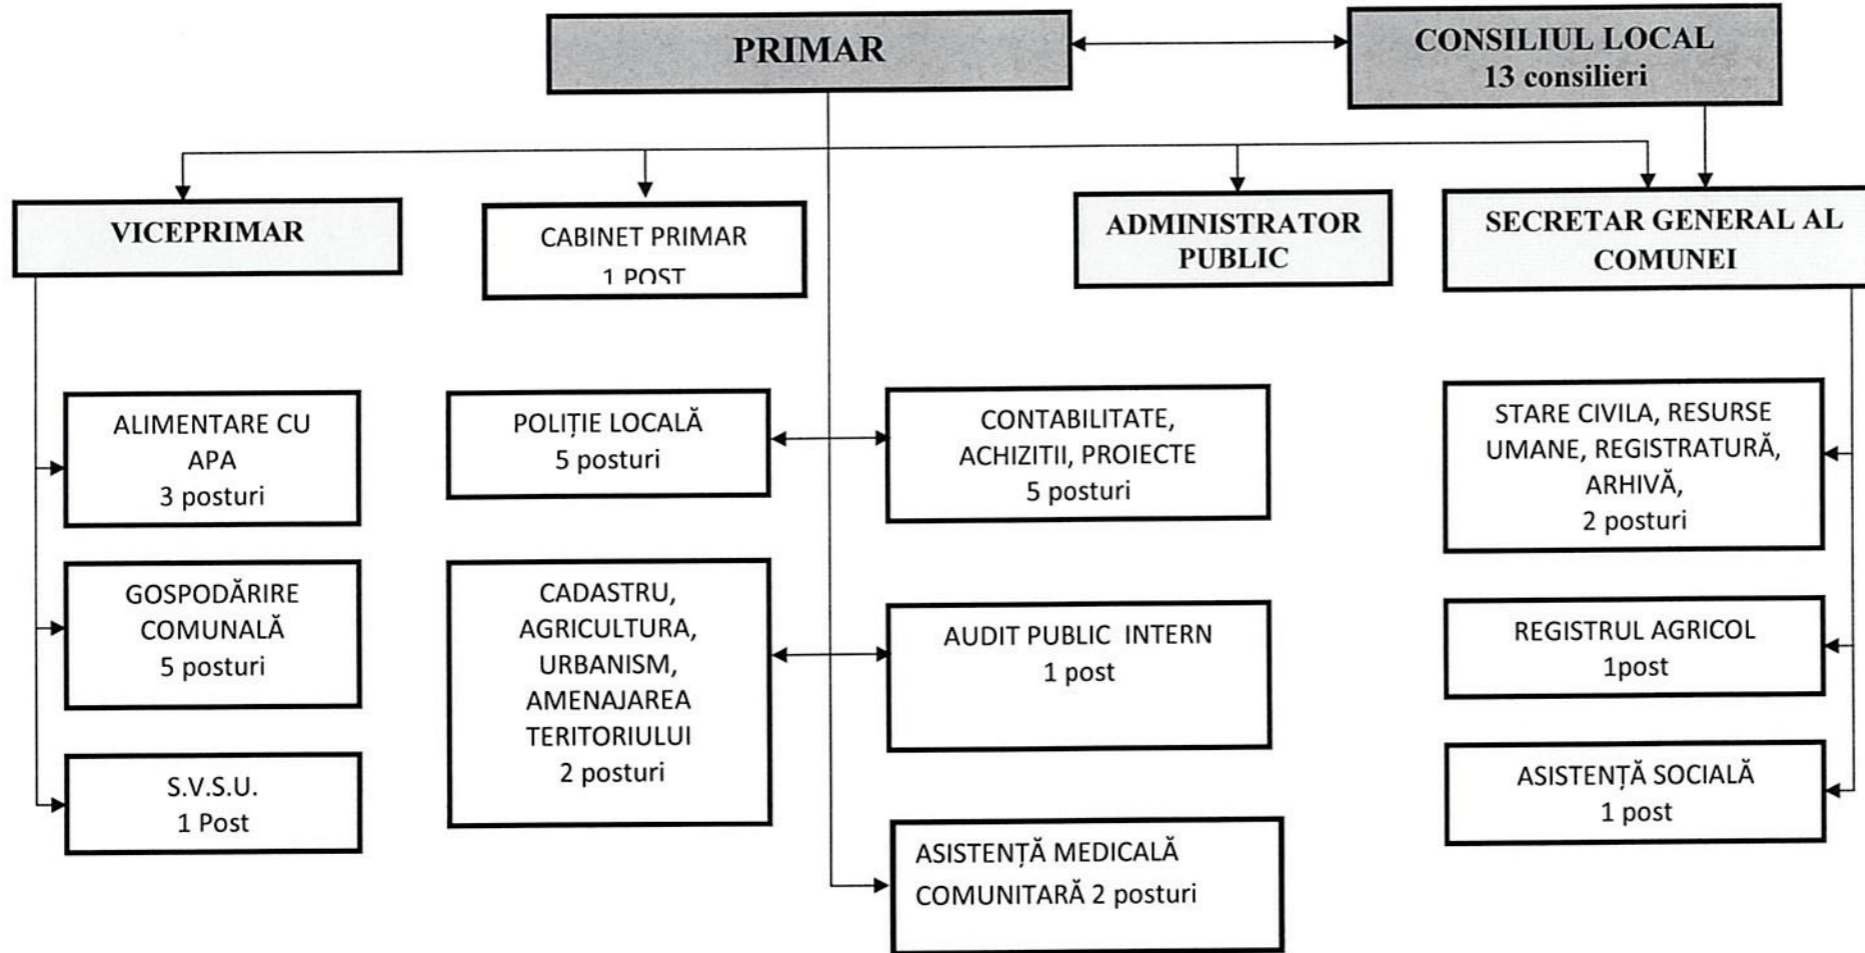 PRIMAR
CONSILIUL LOCAL
13 consilieri
VICEPRIMAR
CABINET PRIMAR
1 POST
ADMINISTRATOR
PUBLIC
SECRETAR GENERAL AL
COMUNEI
ALIMENTARE CU
APA
3 posturi
POLIȚIE LOCALĂ
5 posturi
CONTABILITATE,
ACHIZITII, PROIECTE
5 posturi
STARE CIVILA, RESURSE
UMANE, REGISTRATURĂ,
ARHIVĂ,
2 posturi
GOSPODĂRIRE
COMUNALĂ
5 posturi
CADASTRU,
AGRICULTURA,
URBANISM,
AMENAJAREA
TERITORIULUI
2 posturi
AUDIT PUBLIC INTERN
1 post
REGISTRUL AGRICOL
1post
S.V.S.U.
1 Post
ASISTENȚĂ MEDICALĂ
COMUNITARĂ 2 posturi
ASISTENȚĂ SOCIALĂ
1 post